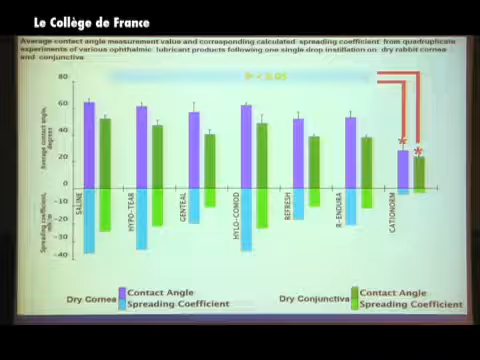 Le Collège de France
Average contact angle measurement value and corresponding calculated spreading coefficient from quadruplicate
experiments of various ophthalmic lubricant products following one single drop instillation on dry rabbit cornea
and conjunctiva
80
60
40
20
0
-10
-20
-30
-40
Average contact angle,
degrees
Spreading coefficient,
P < 0.05
*
*
SALINE
HYPO-TEAR
GENTEAL
HYLO-COMOD
REFRESH
R-ENDURA
CATIONORM
Dry Cornea
Contact Angle
Spreading Coefficient
Dry Conjunctiva
Contact Angle
Spreading Coefficient